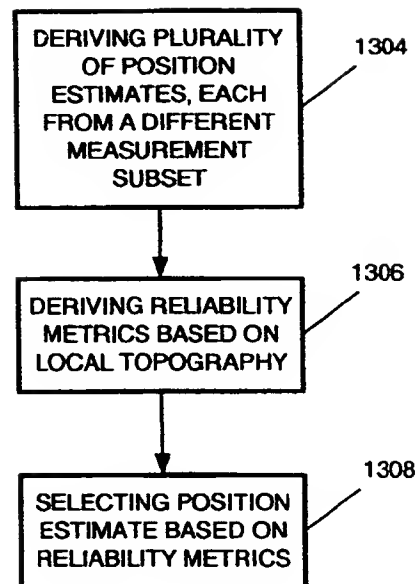 DERIVING PLURALITY
OF POSITION
ESTIMATES, EACH
FROM A DIFFERENT
MEASUREMENT
SUBSET
1304
DERIVING RELIABILITY
METRICS BASED ON
LOCAL TOPOGRAPHY
1306
SELECTING POSITION
ESTIMATE BASED ON
RELIABILITY METRICS
1308